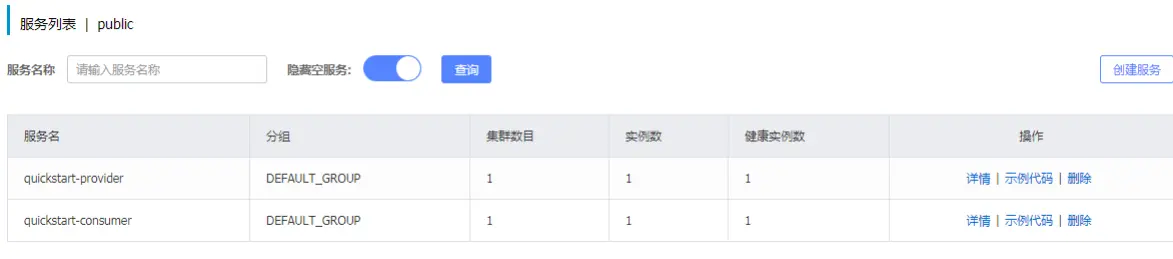 服务列表 | public
服务名称 请输入服务名称 隐藏空服务: 查询 创建服务
服务名 分组 集群数目 实例数 健康实例数 操作
quickstart-provider DEFAULT_GROUP 1 1 1 详情 | 示例代码 | 删除
quickstart-consumer DEFAULT_GROUP 1 1 1 详情 | 示例代码 | 删除